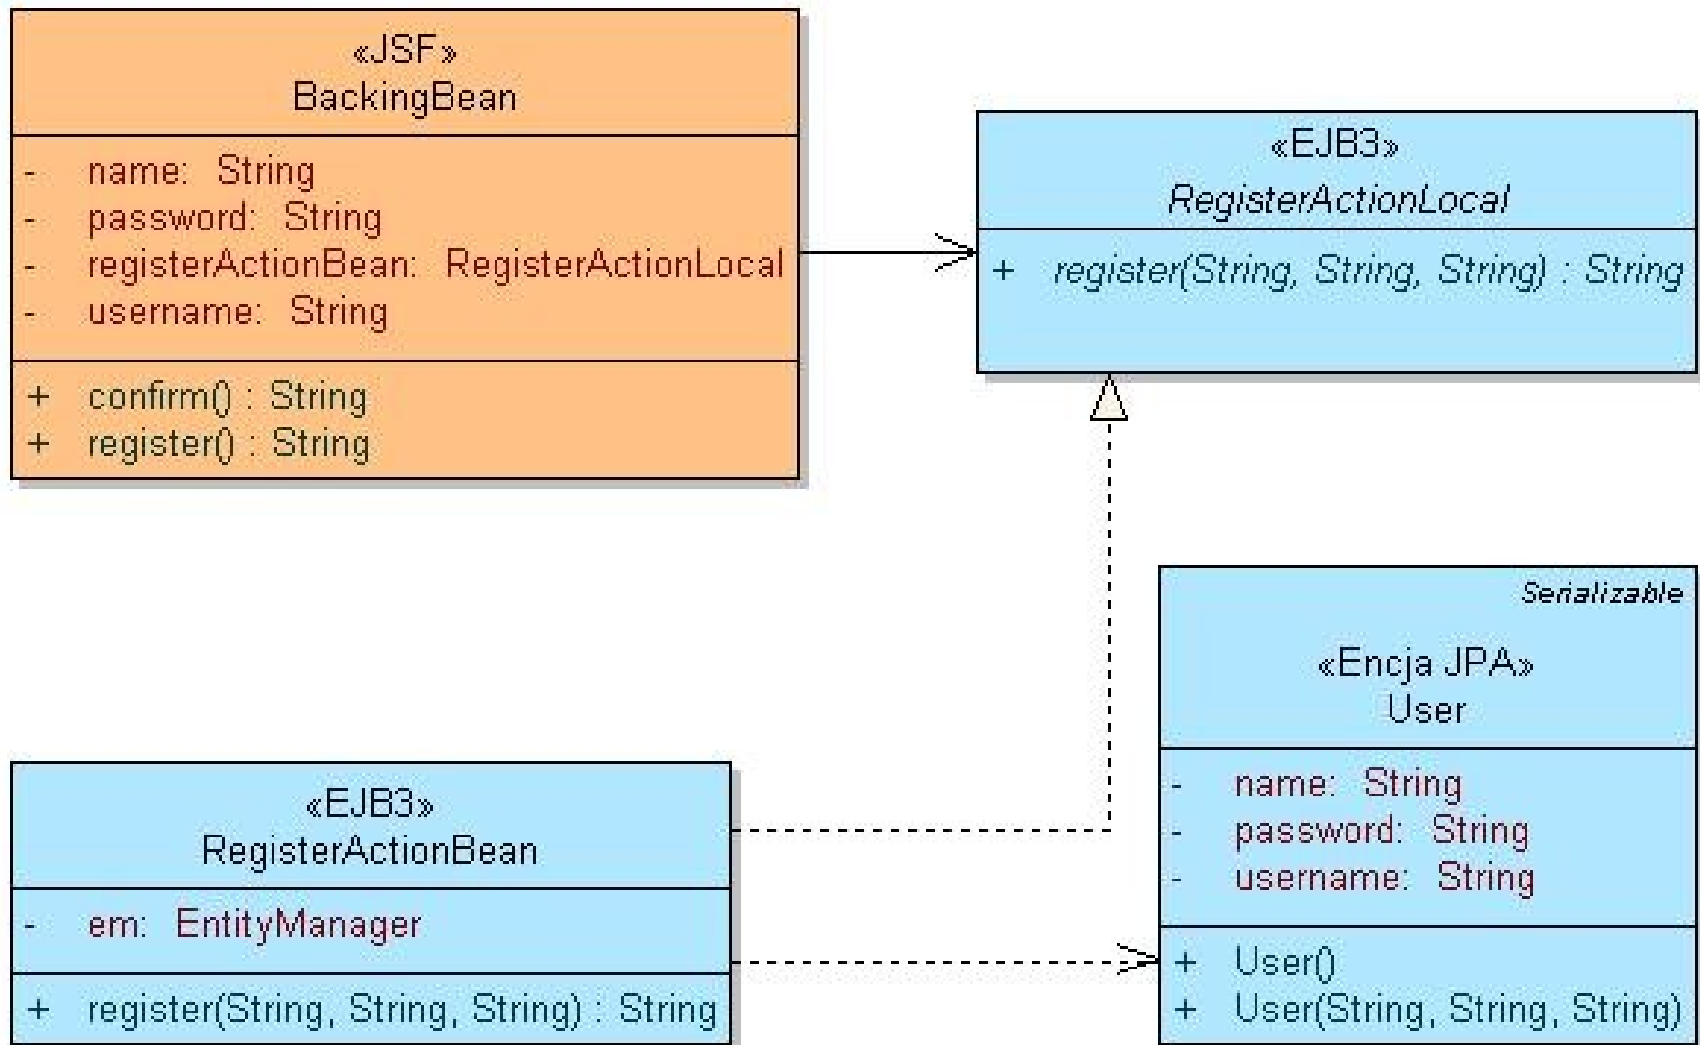 «JSF»
BackingBean
- name: String
- password: String
- registerActionBean: RegisterActionLocal
- username: String
+ confirm() : String
+ register() : String
«EJB3»
RegisterActionLocal
+ register(String, String, String) : String
Serializable
«Encja JPA»
User
- name: String
- password: String
- username: String
+ User()
+ User(String, String, String)
«EJB3»
RegisterActionBean
- em: EntityManager
+ register(String, String, String) : String